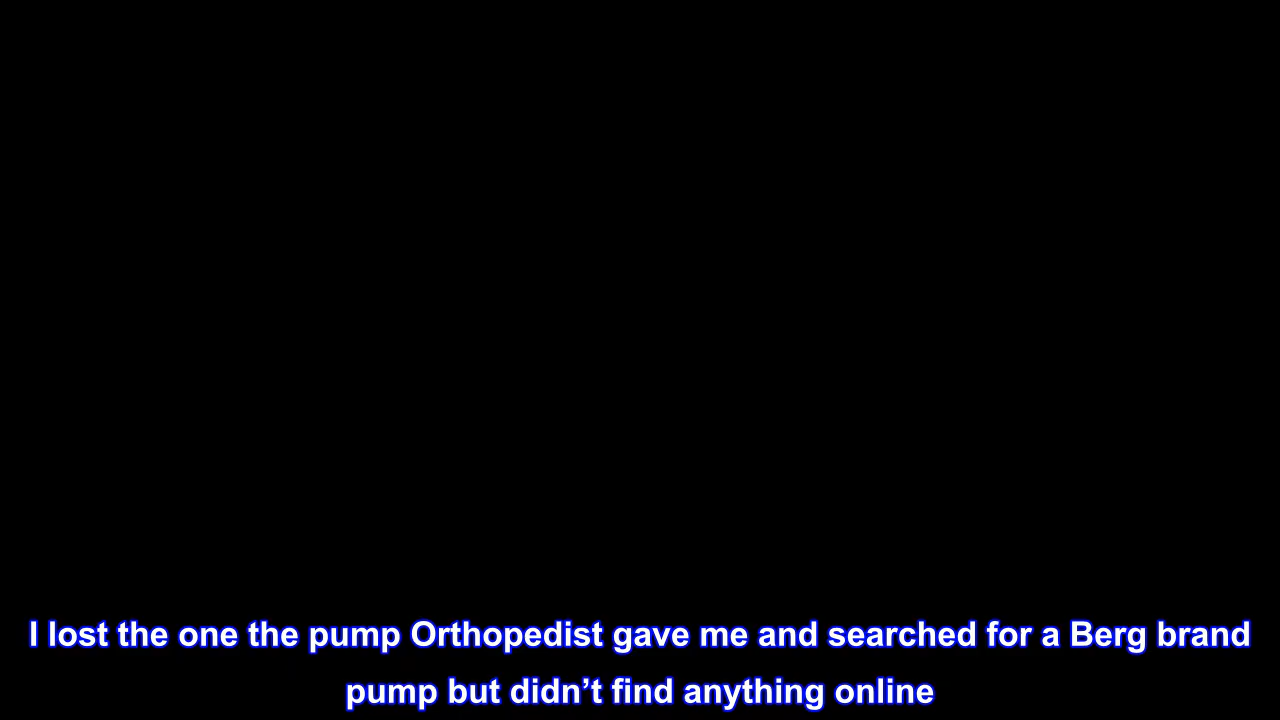 I lost the one the pump Orthopedist gave me and searched for a Berg brand
pump but didn’t find anything online